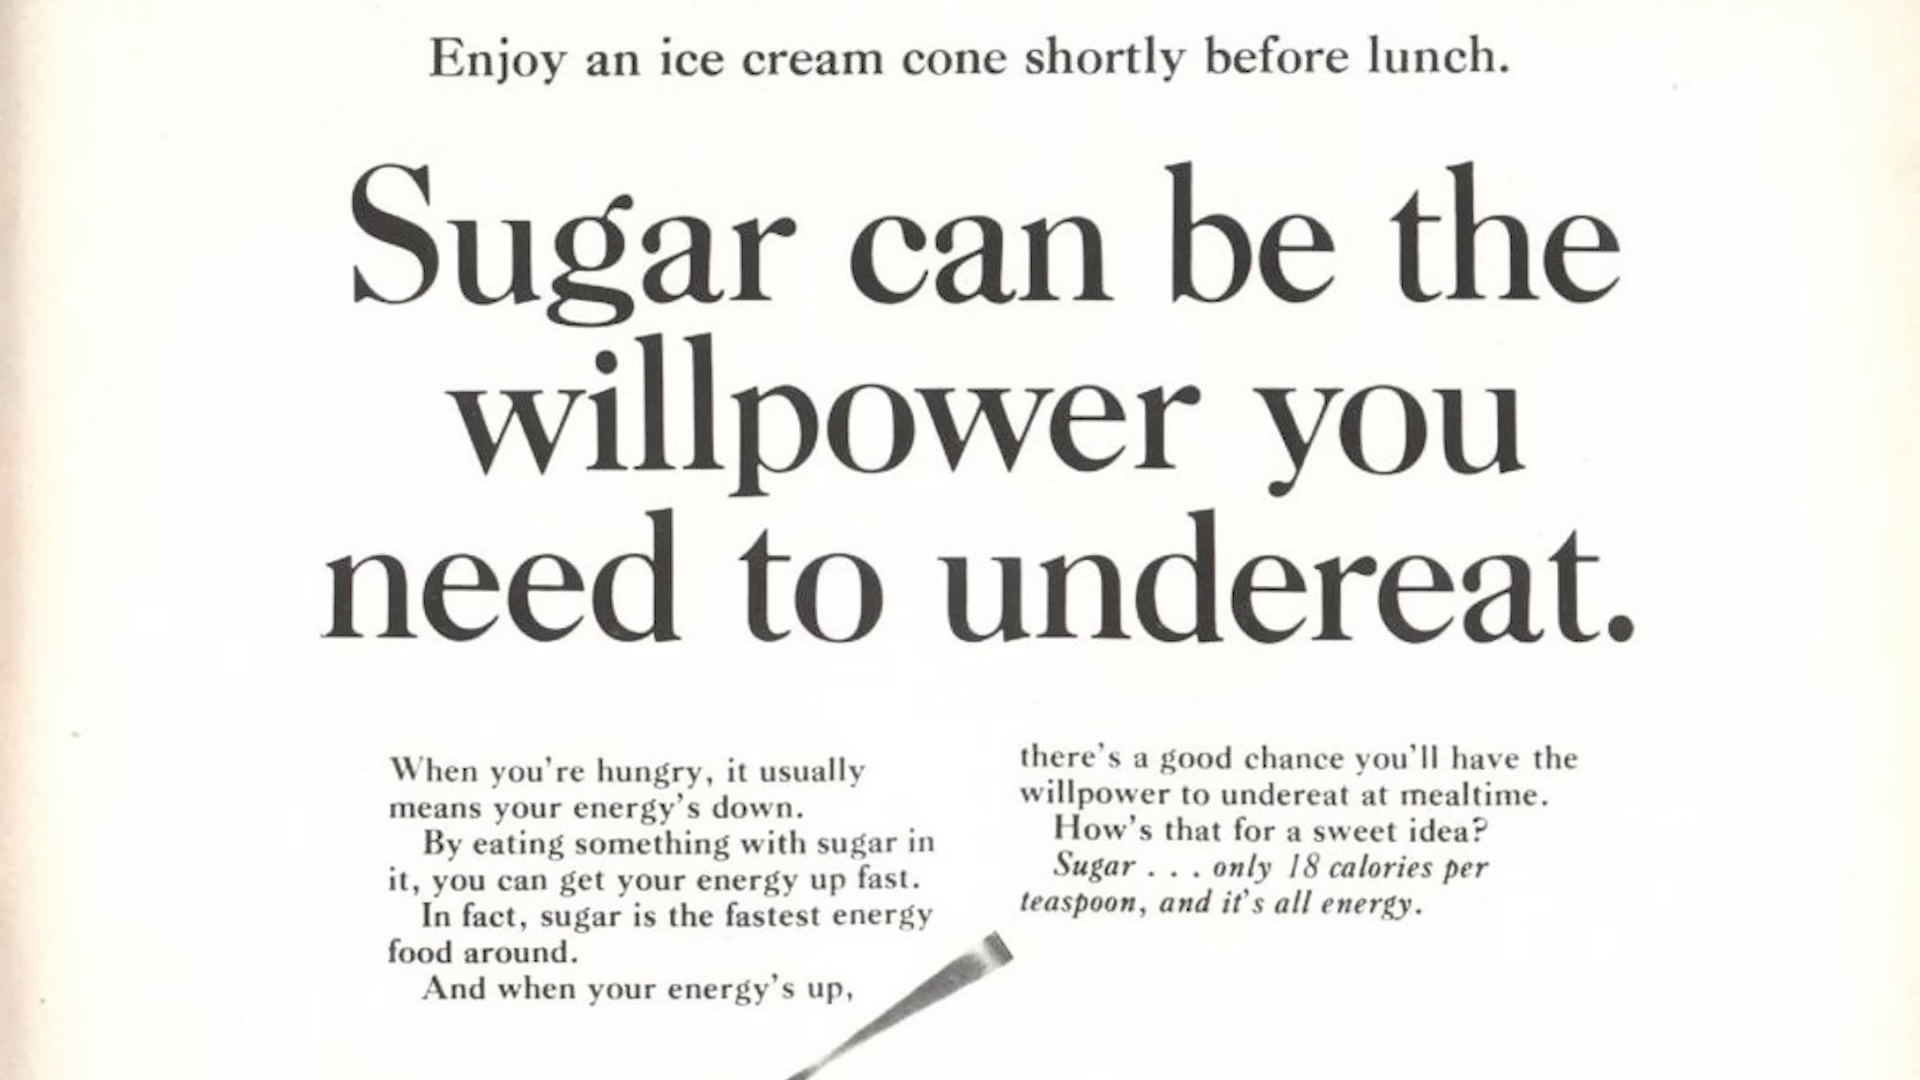 Enjoy an ice cream cone shortly before lunch.
Sugar can be the
willpower you
need to undereat.
When you're hungry, it usually
means your energy's down.
By eating something with sugar in
it, you can get your energy up fast.
In fact, sugar is the fastest energy
food around.
And when your energy's up,
there's a good chance you'll have the
willpower to undereat at mealtime.
How's that for a sweet idea?
Sugar . . . only 18 calories per
teaspoon, and it's all energy.